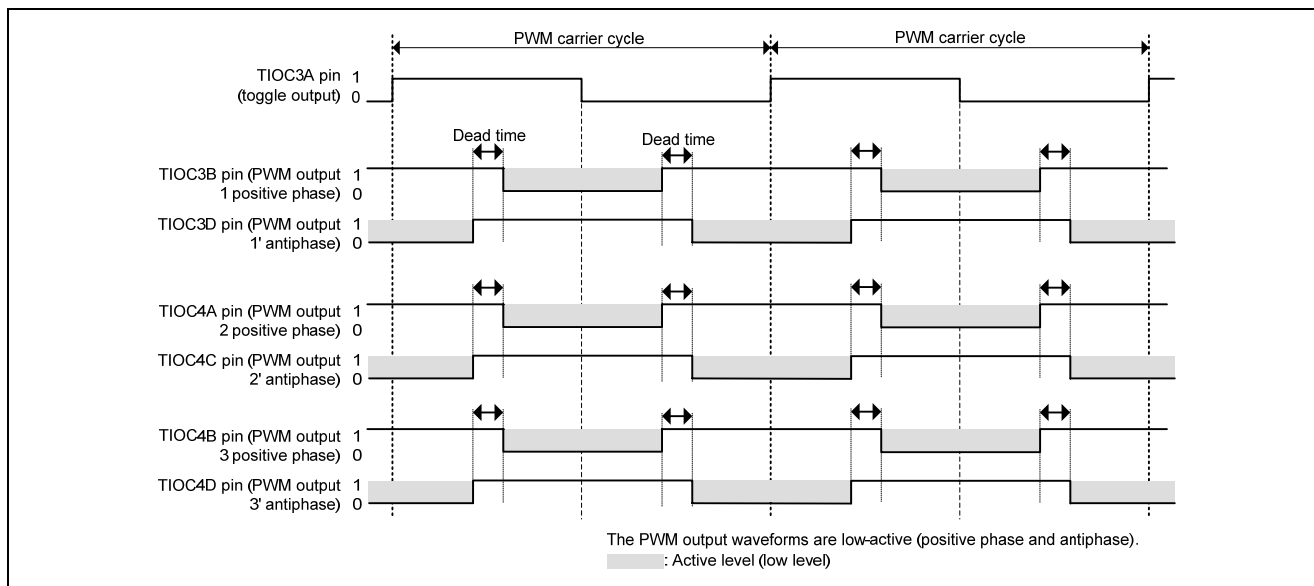 PWM carrier cycle PWM carrier cycle
TIOC3A pin 1
(toggle output) 0
Dead time Dead time
TIOC3B pin (PWM output 1
1 positive phase) 0
TIOC3D pin (PWM output 1
1' antiphase) 0
TIOC4A pin (PWM output 1
2 positive phase) 0
TIOC4C pin (PWM output 1
2' antiphase) 0
TIOC4B pin (PWM output 1
3 positive phase) 0
TIOC4D pin (PWM output 1
3' antiphase) 0
The PWM output waveforms are low-active (positive phase and antiphase).
: Active level (low level)